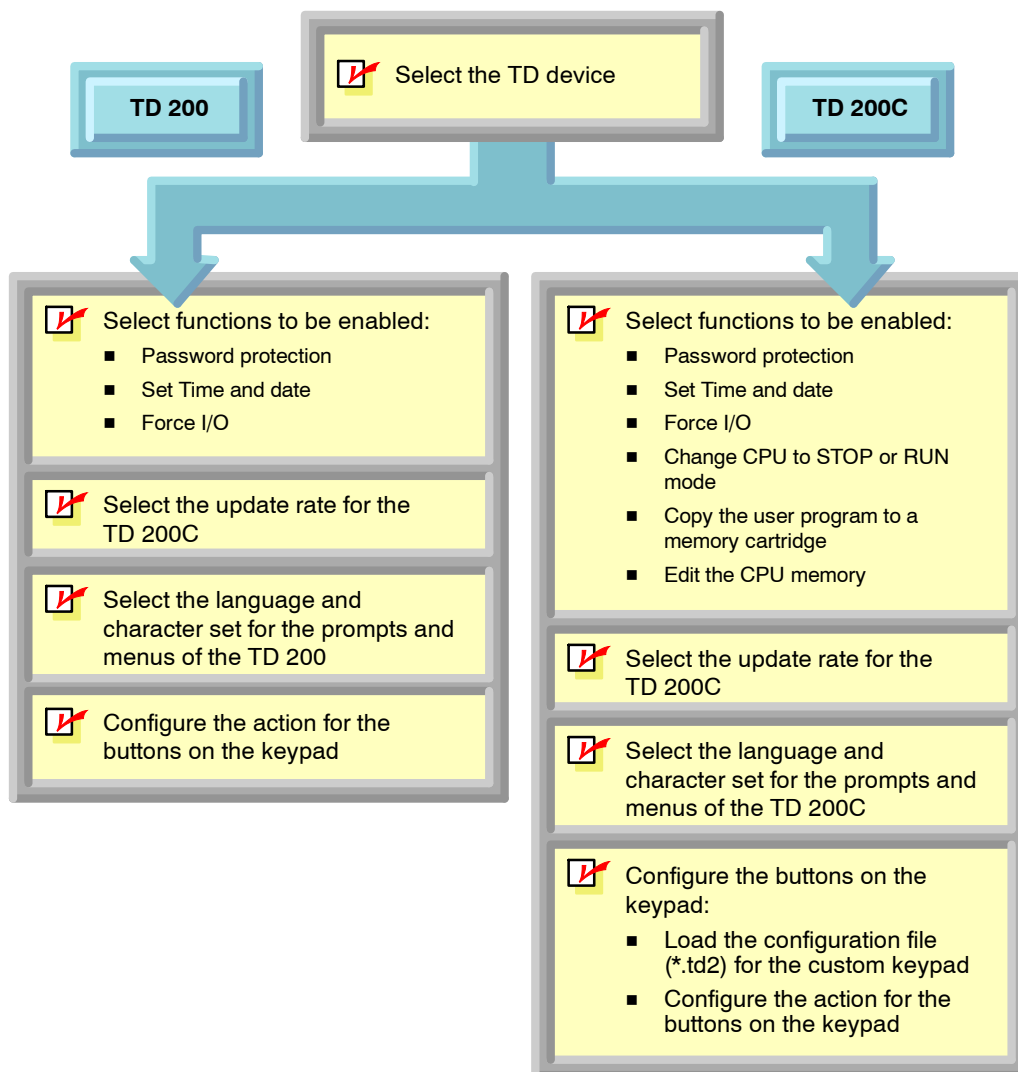 Select the TD device
TD 200
TD 200C
Select functions to be enabled:
■ Password protection
■ Set Time and date
■ Force I/O
Select the update rate for the
TD 200C
Select the language and
character set for the prompts and
menus of the TD 200
Configure the action for the
buttons on the keypad
Select functions to be enabled:
■ Password protection
■ Set Time and date
■ Force I/O
■ Change CPU to STOP or RUN
mode
■ Copy the user program to a
memory cartridge
■ Edit the CPU memory
Select the update rate for the
TD 200C
Select the language and
character set for the prompts and
menus of the TD 200C
Configure the buttons on the
keypad:
■ Load the configuration file
(*.td2) for the custom keypad
■ Configure the action for the
buttons on the keypad